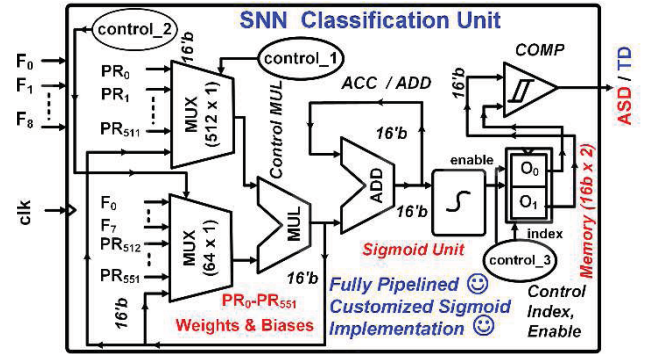 SNN Classification Unit
control_2
16'b
control_1
COMP
F0
F1
F8
clk
PR0
PR1
PR511
MUX
(512 x 1)
Control MUL
ACC / ADD
16'b
16'b
ASD / TD
F0
F7
PR512
PR551
MUX
(64 x 1)
MUL
ADD
16'b
enable
O0
O1
index
Memory (16b x 2)
Sigmoid Unit
control_3
16'b
16'b
PR0-PR551
Weights & Biases
Fully Pipelined ☺
Customized Sigmoid
Implementation ☺
Control
Index,
Enable